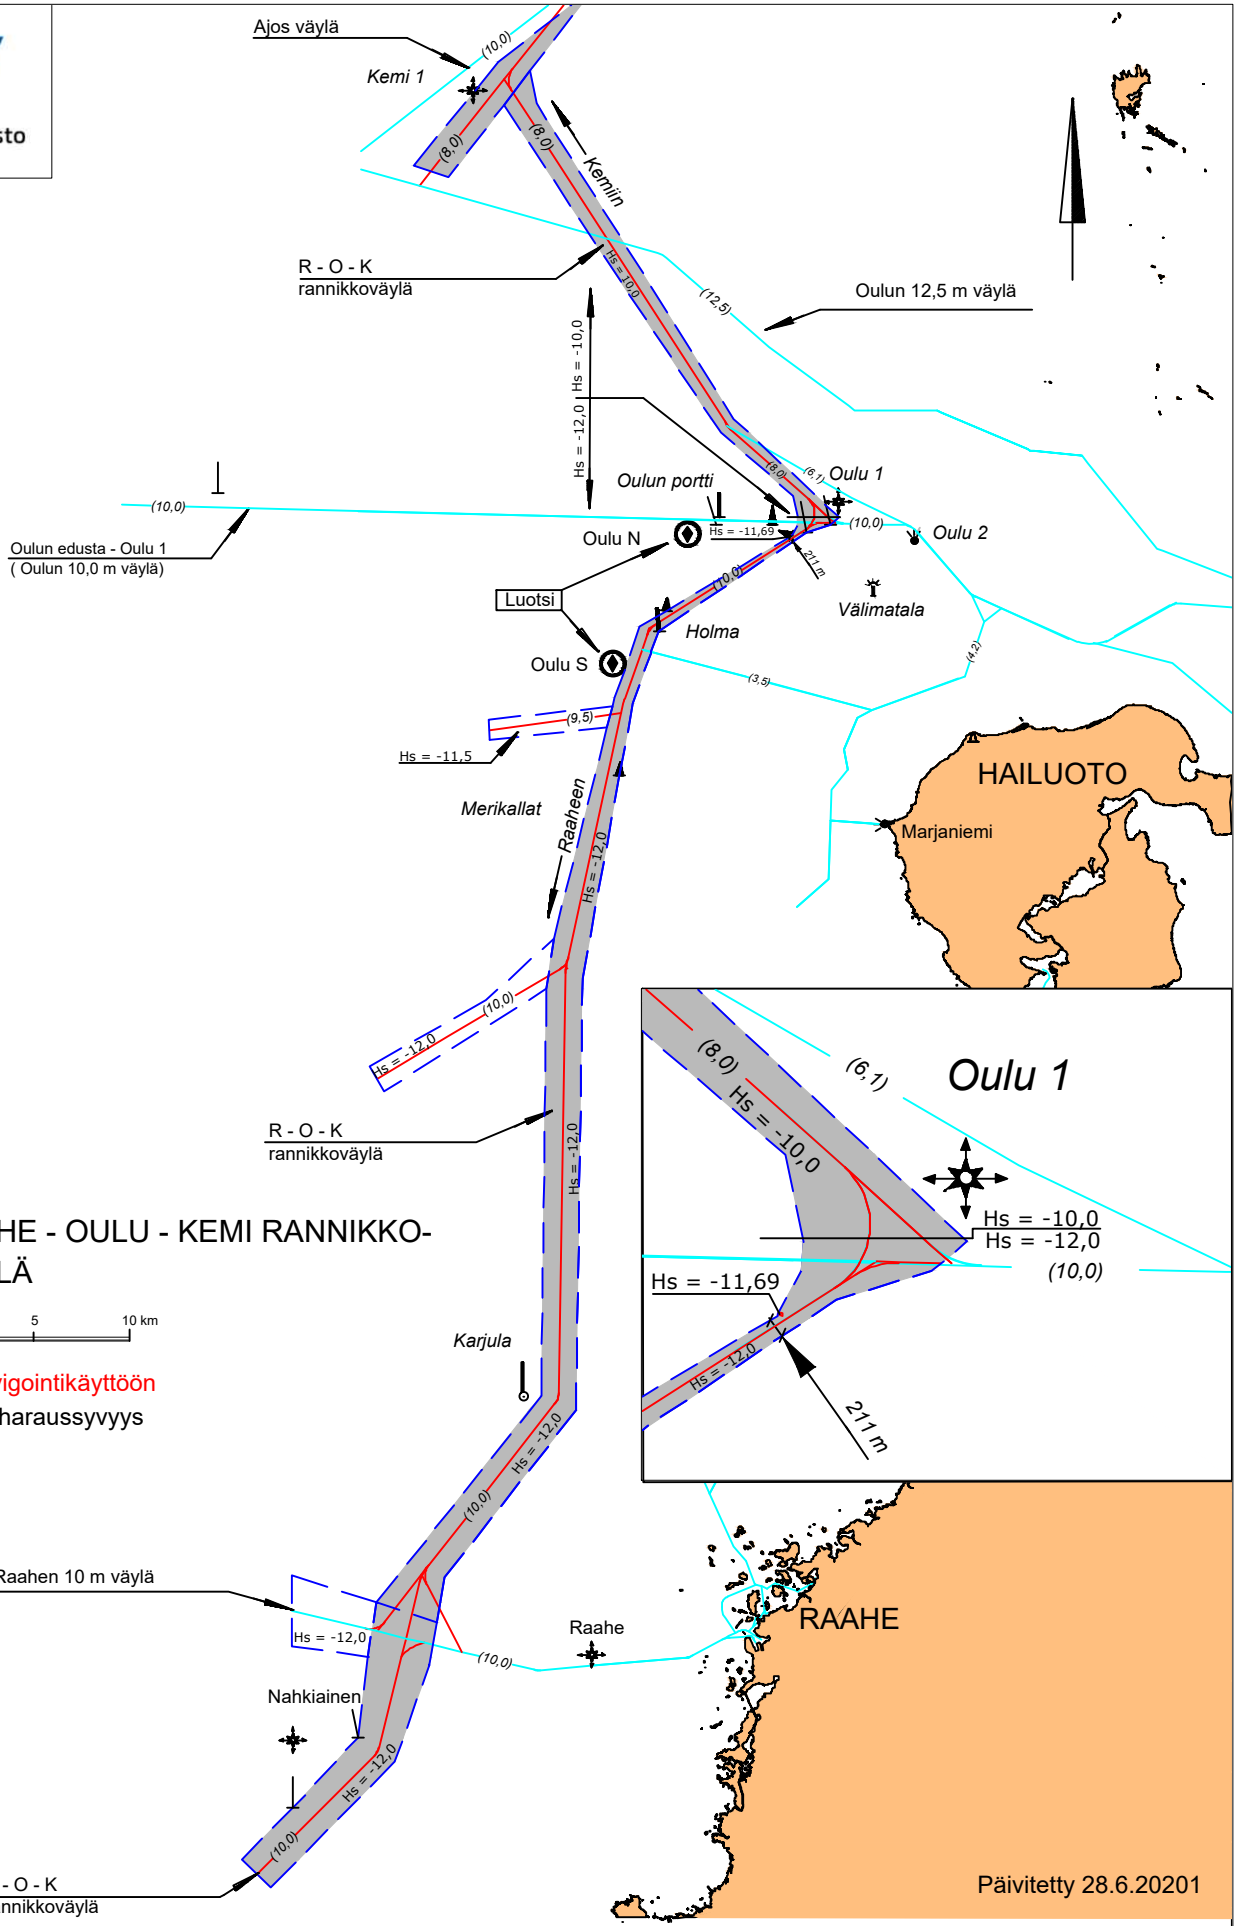 sto
Ajos väylä
(10,0)
Kemi 1
(8,0)
(8,0)
Kemiin
R - O - K
rannikkoväylä
Hs = 10,0
(12,5)
Oulun 12,5 m väylä
Hs = -12,0 Hs = -10,0
Oulun portti
(8,0)
(6,1)
Oulu 1
(10,0)
Oulu N
Hs = -11,69
(10,0)
Oulu 2
Oulun edusta - Oulu 1
( Oulun 10,0 m väylä)
211 m
(10,0)
Luotsi
Välimatala
Holma
Oulu S
(4,2)
(3,5)
(9,5)
Hs = -11,5
HAILUOTO
Merikallat
Raaheen
Hs = -12,0
Marjaniemi
(10,0)
Hs = -12,0
R - O - K
rannikkoväylä
Hs = -12,0
(8,0)
Hs = -10,0
(6,1)
Oulu 1
Hs = -10,0
Hs = -12,0
(10,0)
Hs = -11,69
Hs = -12,0
211 m
HE - OULU - KEMI RANNIKKO-
LÄ
5 10 km
Karjula
vigointikäyttöön
haraussyvyys
Hs = -12,0
(10,0)
Raahen 10 m väylä
Hs = -12,0
(10,0)
Raahe
RAAHE
Nahkiainen
Hs = -12,0
(10,0)
- O - K
annikkoväylä
Päivitetty 28.6.20201